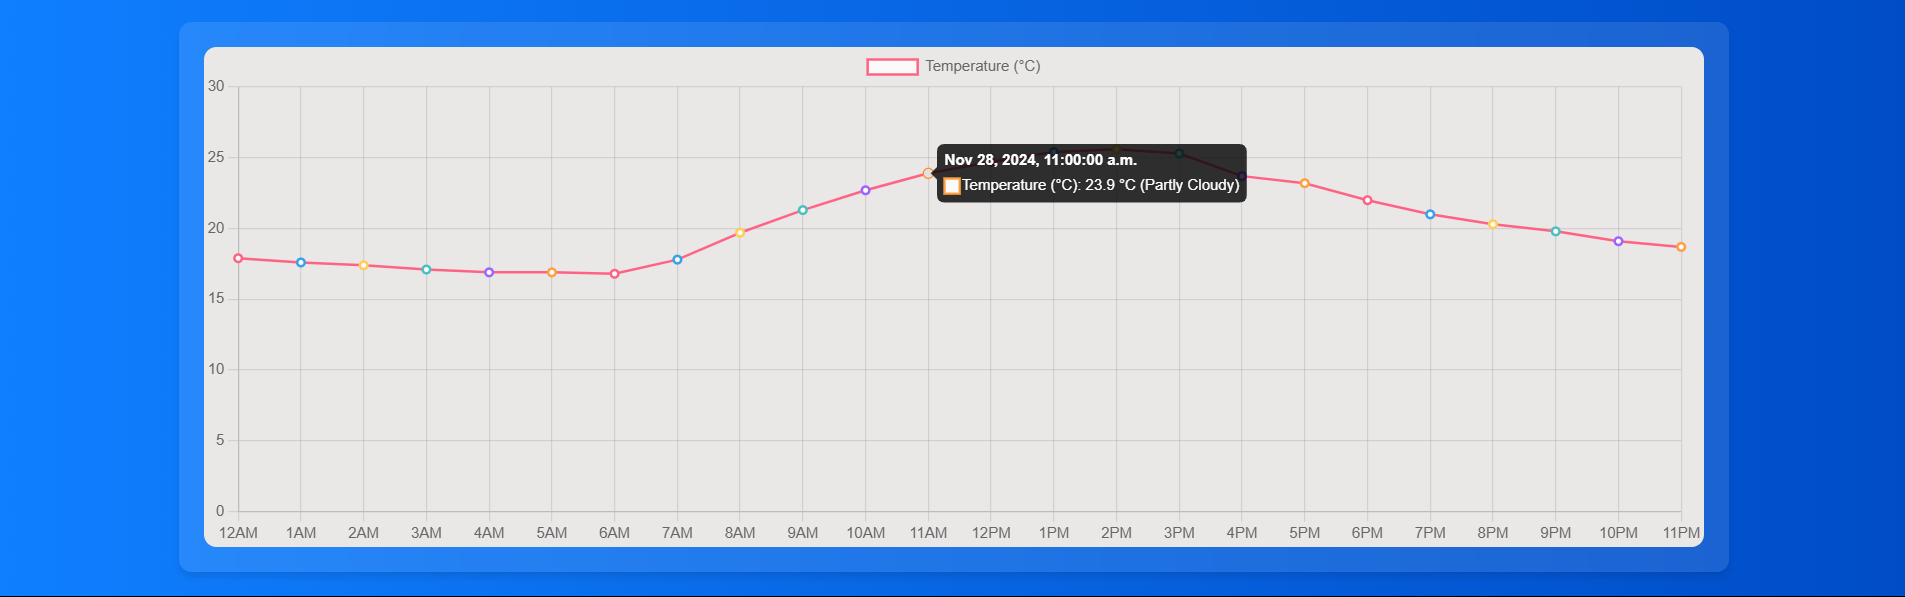 Temperature (°C)
30
25
20
15
10
5
0
Nov 28, 2024, 11:00:00 a.m.
Temperature (°C): 23.9 °C (Partly Cloudy)
12AM 1AM 2AM 3AM 4AM 5AM 6AM 7AM 8AM 9AM 10AM 11AM 12PM 1PM 2PM 3PM 4PM 5PM 6PM 7PM 8PM 9PM 10PM 11PM